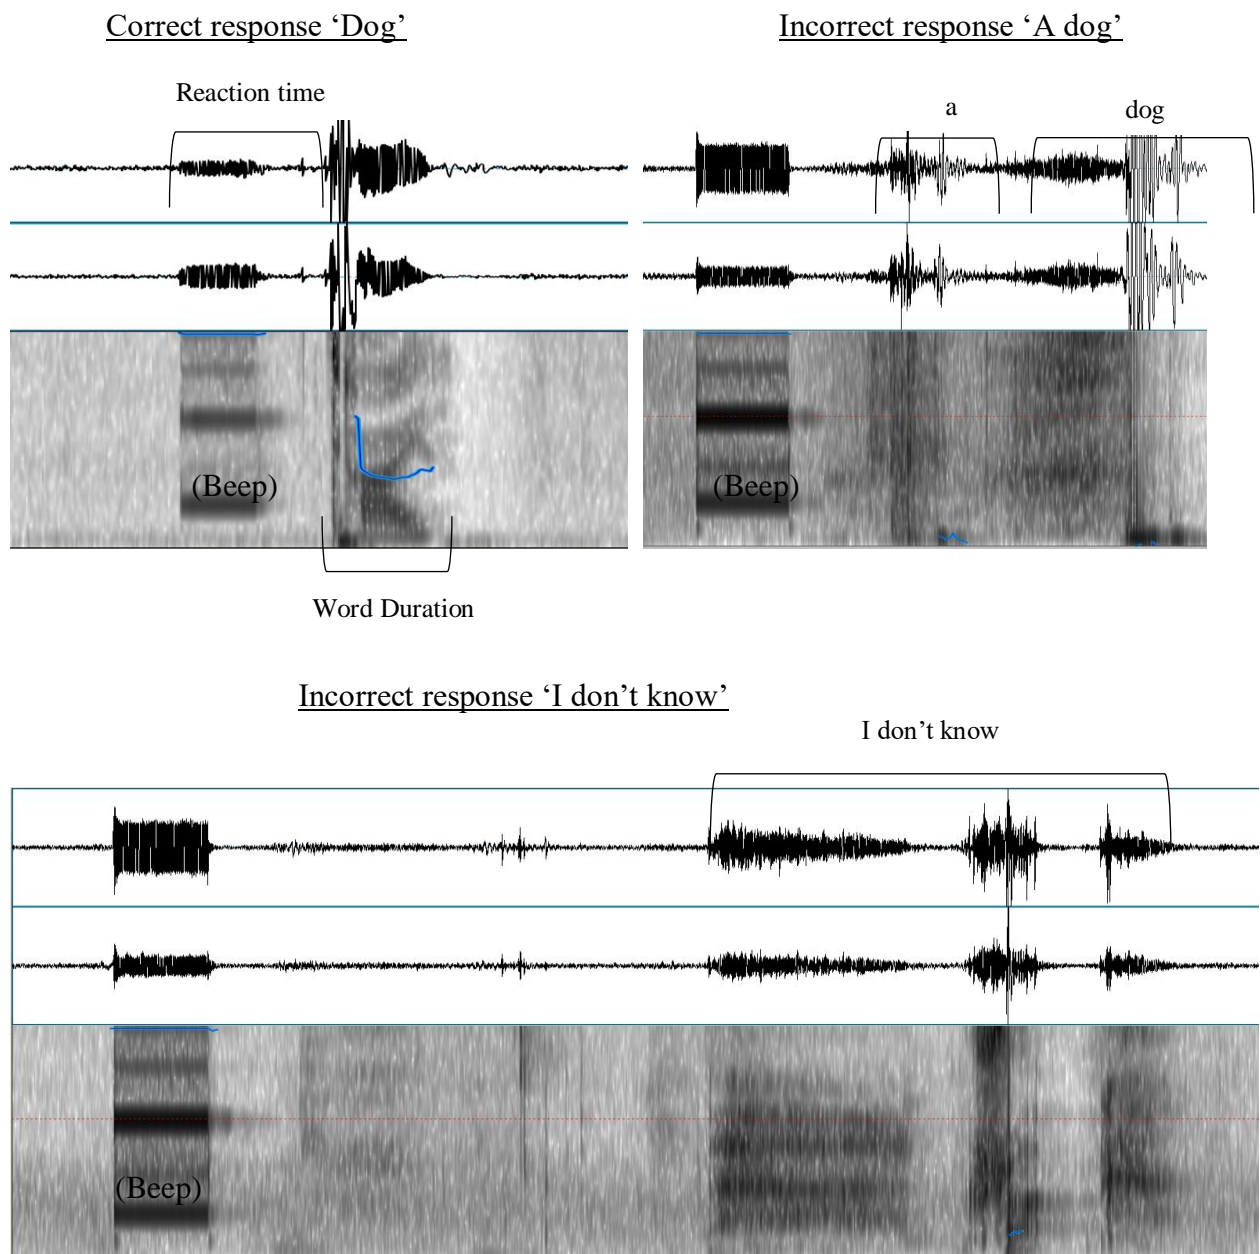 Correct response ‘Dog’
Incorrect response ‘A dog’
Reaction time
a
dog
(Beep)
(Beep)
Word Duration
Incorrect response ‘I don’t know’
I don’t know
(Beep)